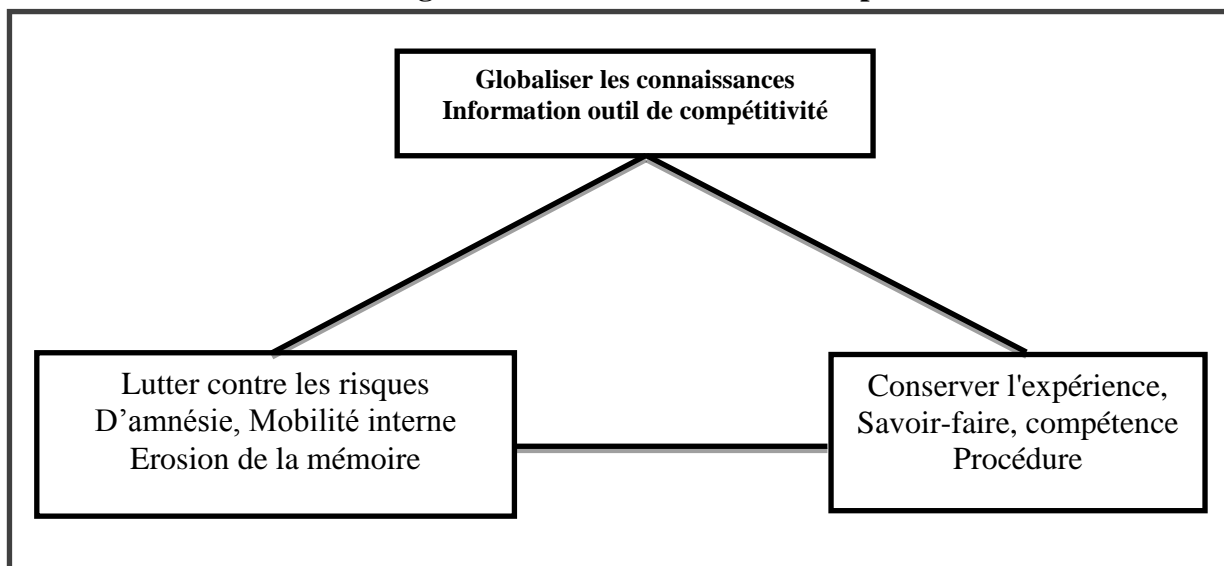 Globaliser les connaissances
Information outil de compétitivité
Lutter contre les risques
D’amnésie, Mobilité interne
Erosion de la mémoire
Conserver l'expérience,
Savoir-faire, compétence
Procédure